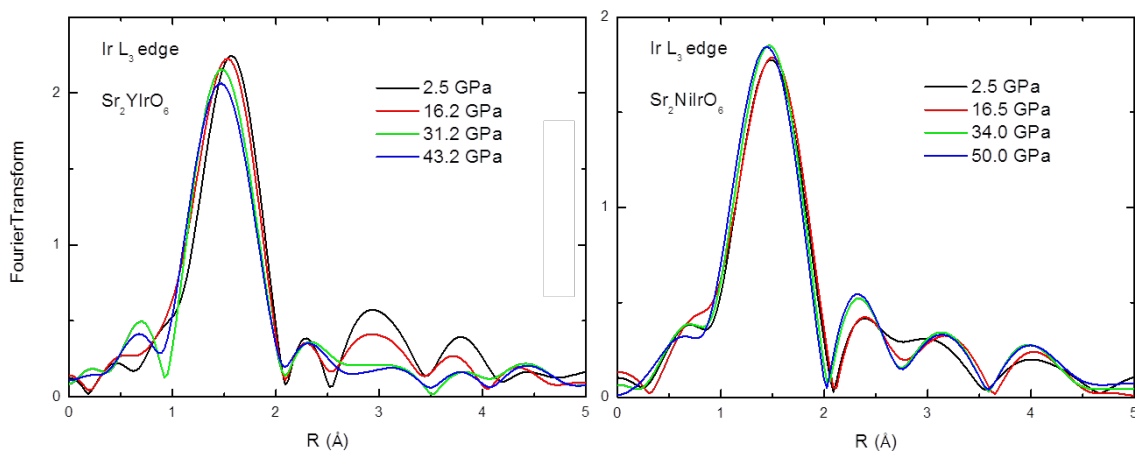 Ir L₃ edge
Sr₂YIrO₆
2.5 GPa
16.2 GPa
31.2 GPa
43.2 GPa
FourierTransform
2
1
0
0 1 2 3 4 5
R (Å)
Ir L₃ edge
Sr₂NiIrO₆
2.5 GPa
16.5 GPa
34.0 GPa
50.0 GPa
2
1
0
0 1 2 3 4 5
R (Å)